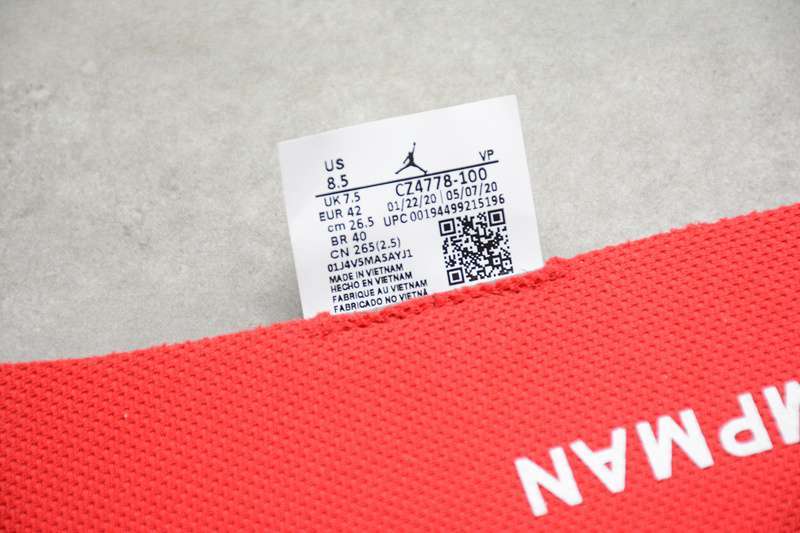 US VP
8.5
UK 7.5 CZ4778-100
EUR 42 01/22/20 05/07/20
cm 26.5 UPC 00194499215196
BR 40
CN 265(2.5)
01J4V5MA5AYJ1
MADE IN VIETNAM
HECHO EN VIETNAM
FABRIQUE AU VIETNAM
FABRICADO NO VIETNÃ
MPMAN